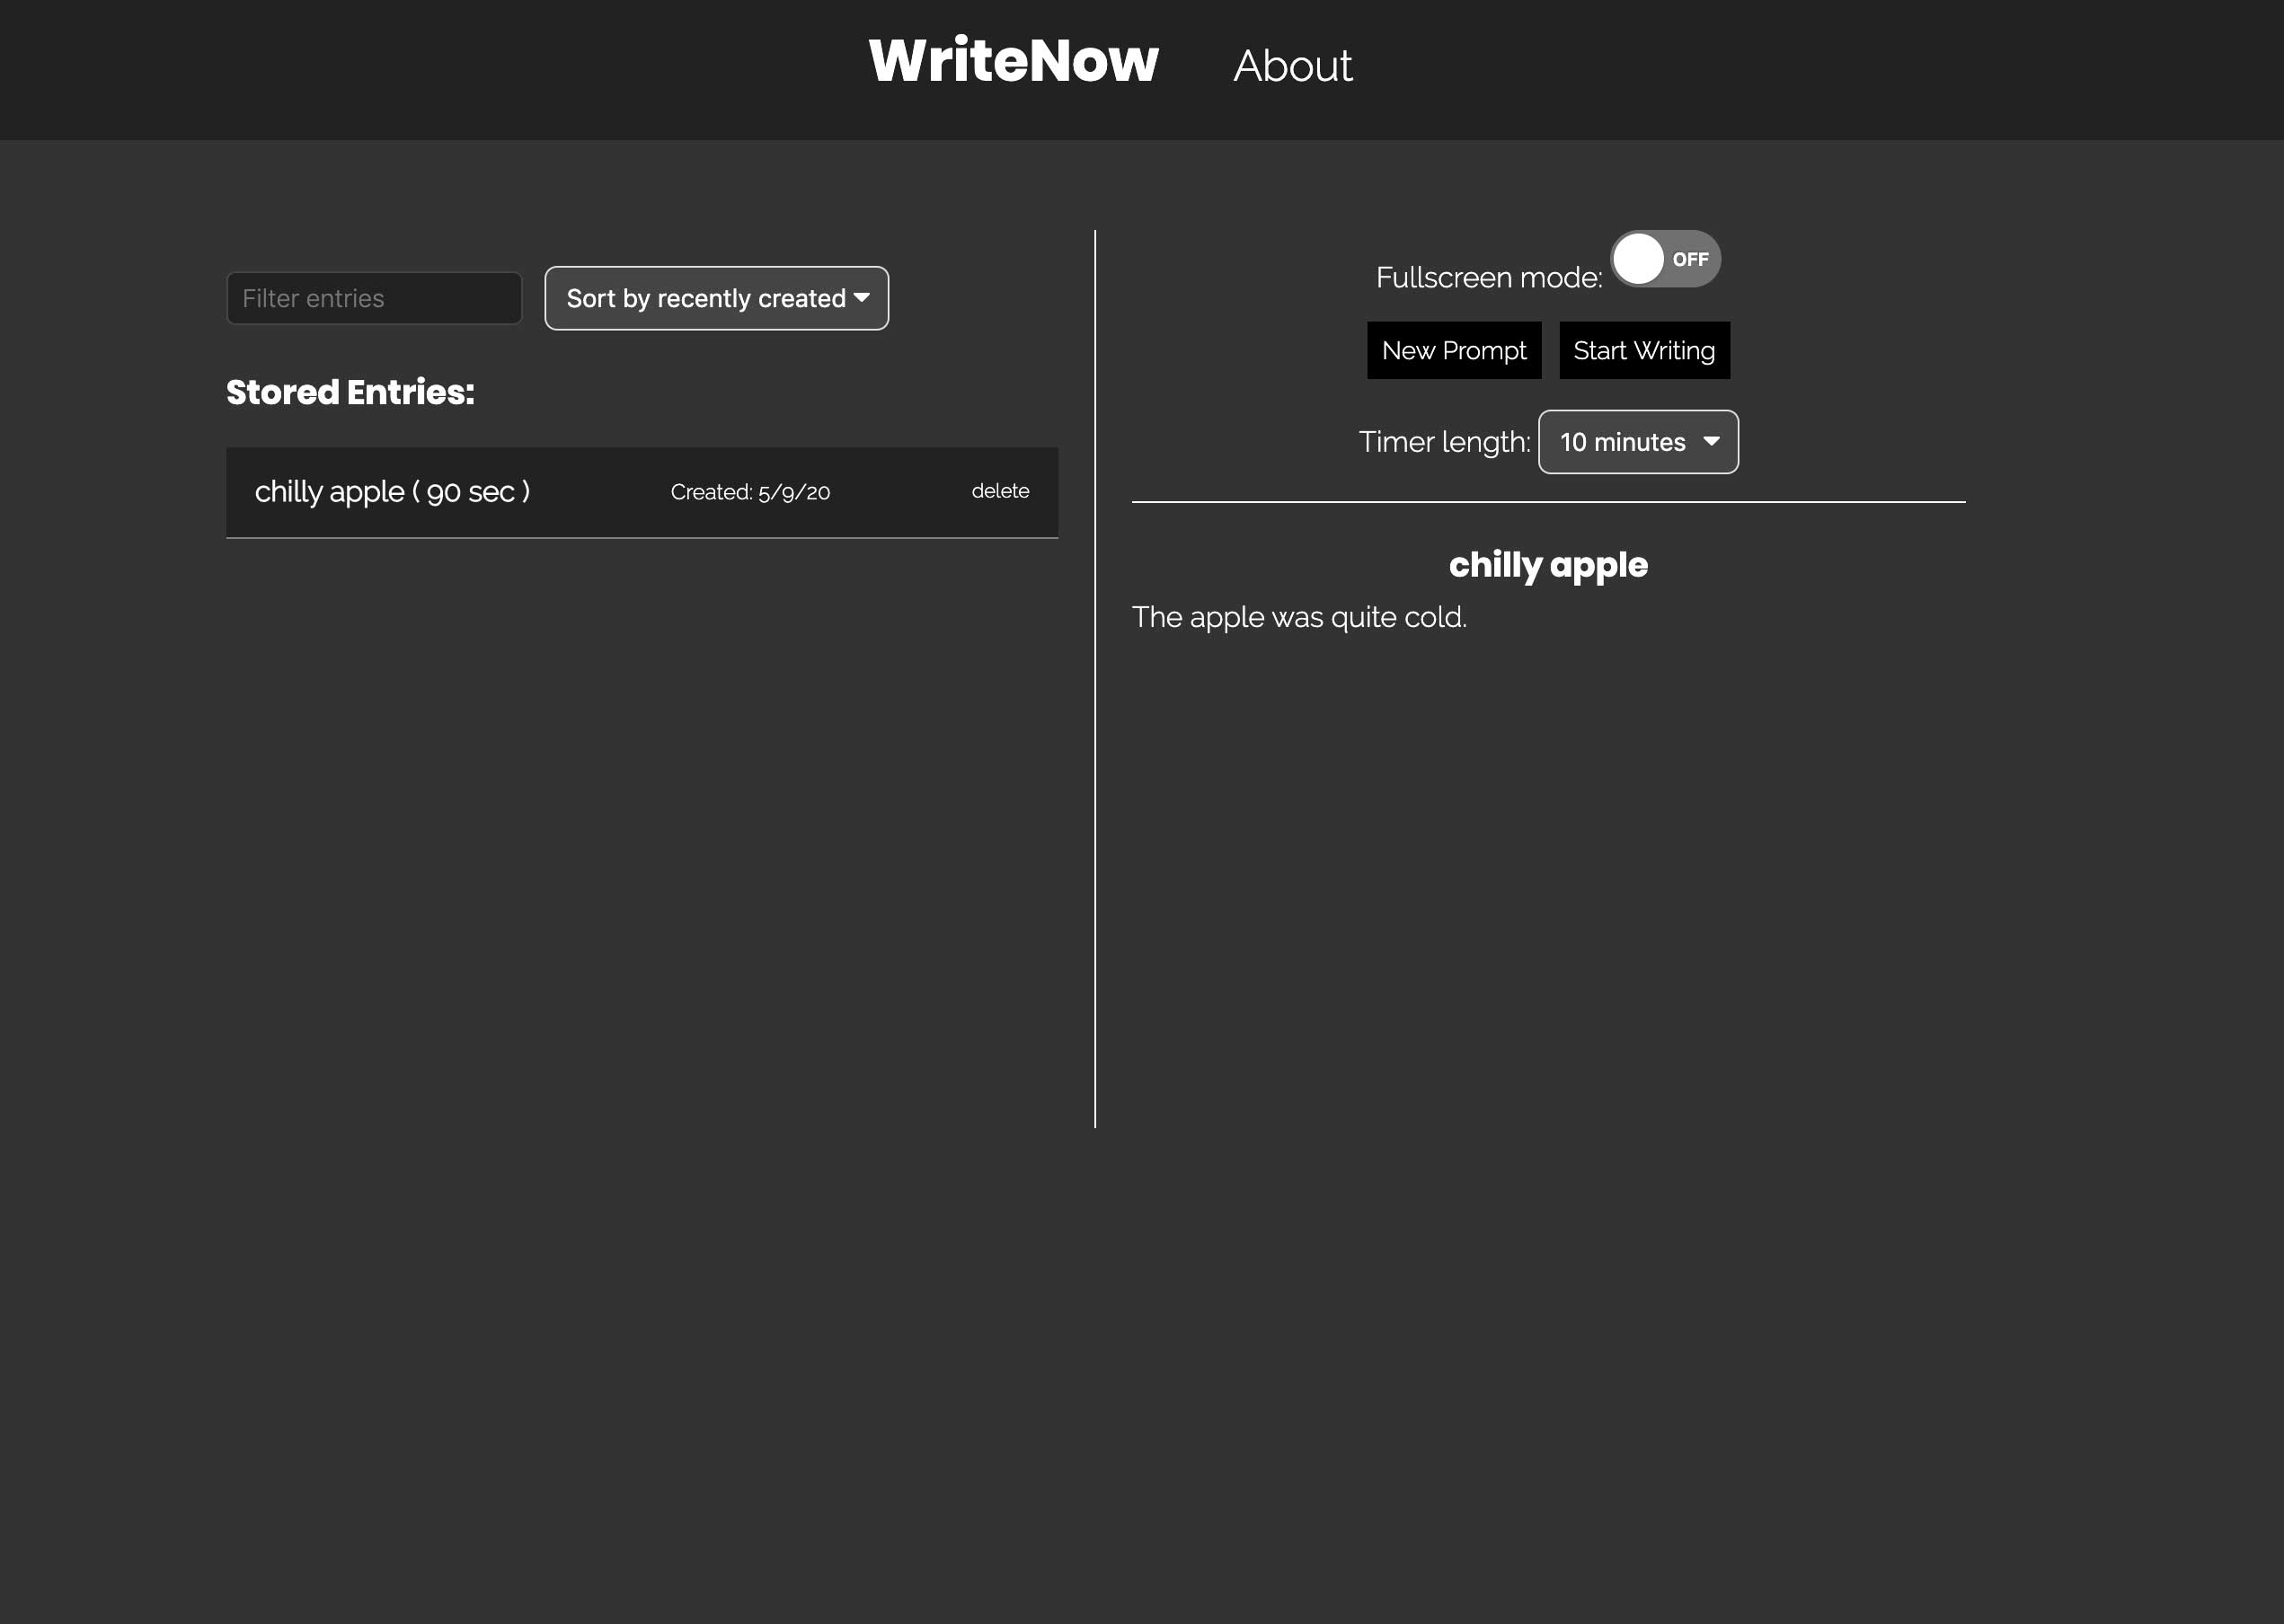 WriteNow About
Filter entries Sort by recently created
Stored Entries:
chilly apple ( 90 sec ) Created: 5/9/20 delete
Fullscreen mode: OFF
New Prompt Start Writing
Timer length: 10 minutes
chilly apple
The apple was quite cold.